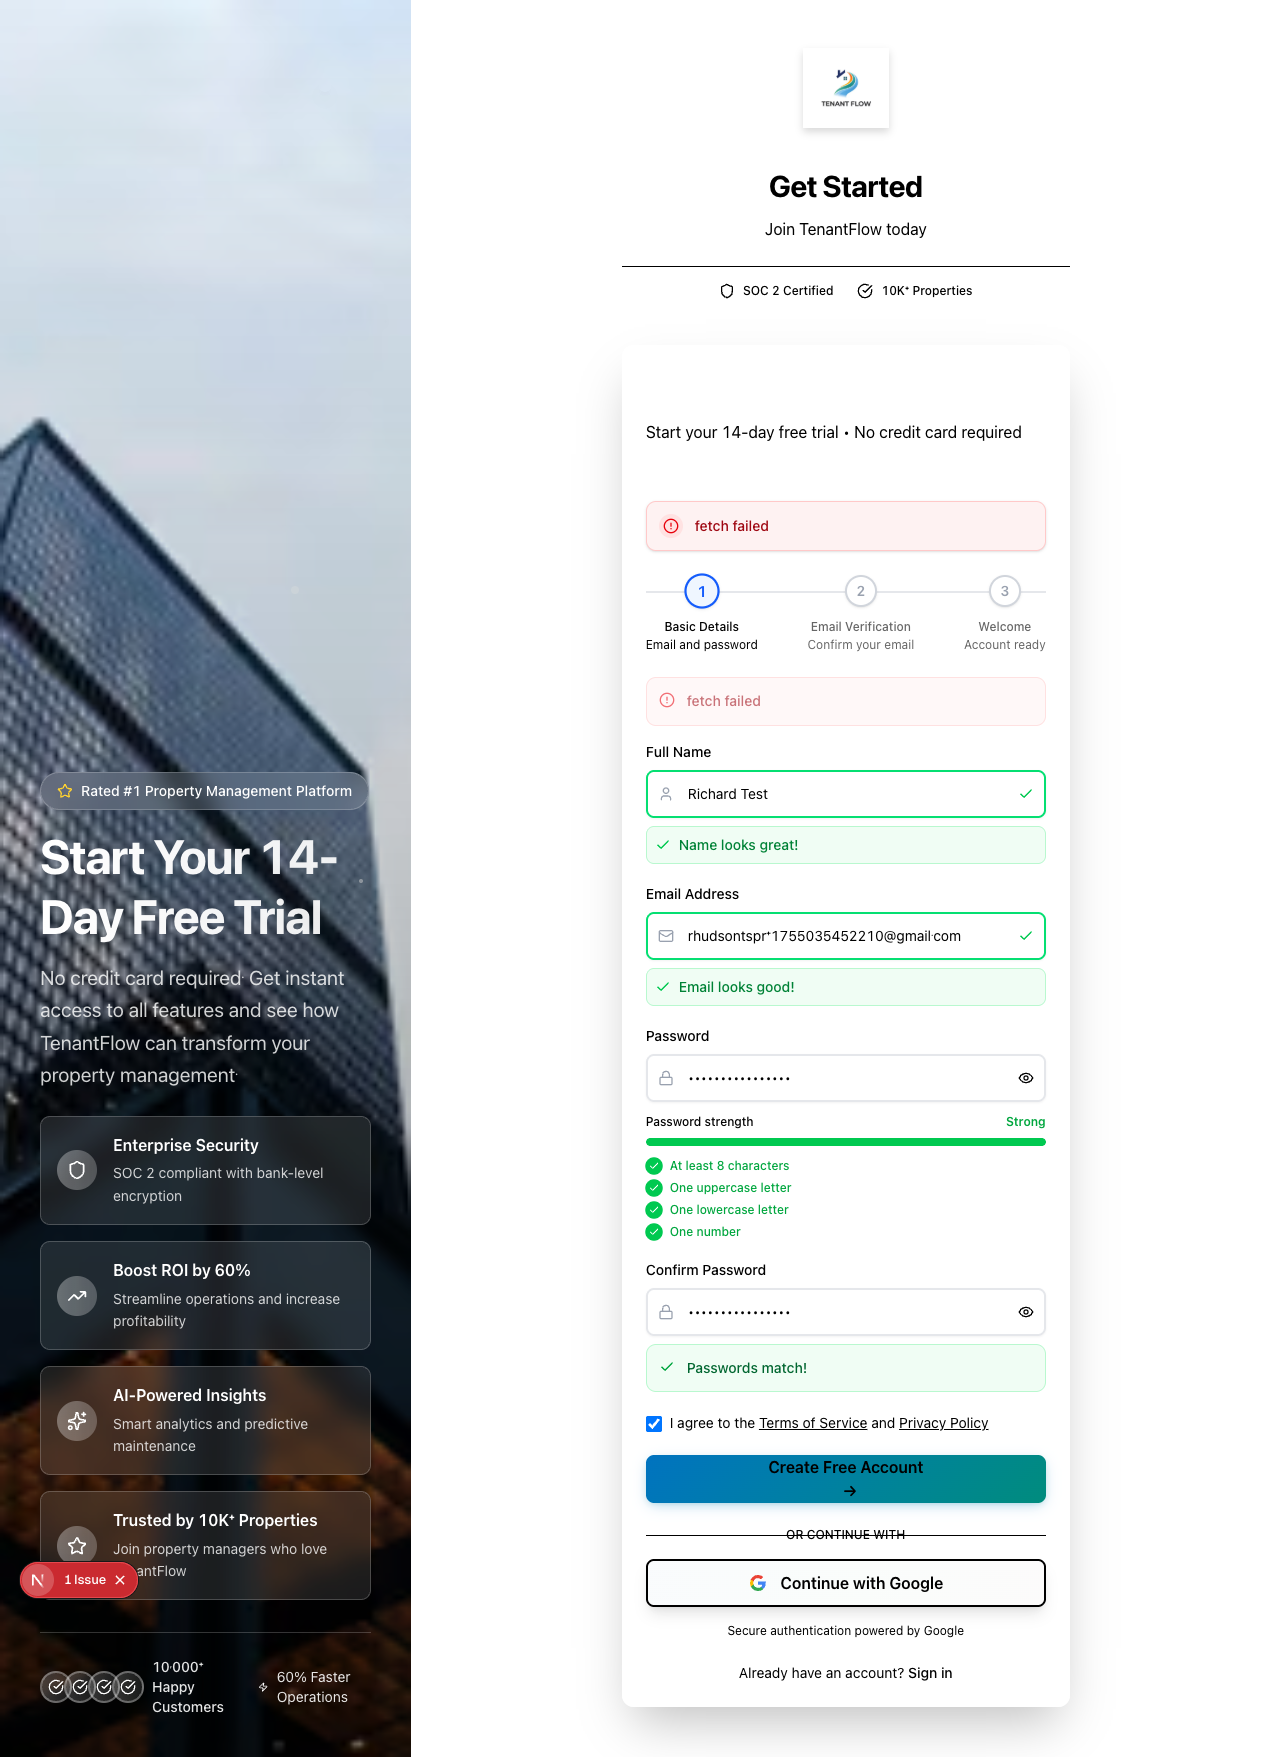 Rated #1 Property Management Platform
Start Your 14-
Day Free Trial
No credit card required· Get instant
access to all features and see how
TenantFlow can transform your
property management·
Enterprise Security
SOC 2 compliant with bank-level
encryption
Boost ROI by 60%
Streamline operations and increase
profitability
AI-Powered Insights
Smart analytics and predictive
maintenance
Trusted by 10K⁺ Properties
Join property managers who love
antFlow
N 1 Issue
10·000⁺
Happy
Customers
60% Faster
Operations
TENANT FLOW
Get Started
Join TenantFlow today
SOC 2 Certified 10K⁺ Properties
Start your 14-day free trial • No credit card required
fetch failed
1 2 3
Basic Details Email Verification Welcome
Email and password Confirm your email Account ready
fetch failed
Full Name
Richard Test
Name looks great!
Email Address
rhudsontspr⁺1755035452210@gmail·com
Email looks good!
Password
••••••••••••••••
Password strength Strong
At least 8 characters
One uppercase letter
One lowercase letter
One number
Confirm Password
••••••••••••••••
Passwords match!
I agree to the Terms of Service and Privacy Policy
Create Free Account
→
OR CONTINUE WITH
Continue with Google
Secure authentication powered by Google
Already have an account? Sign in